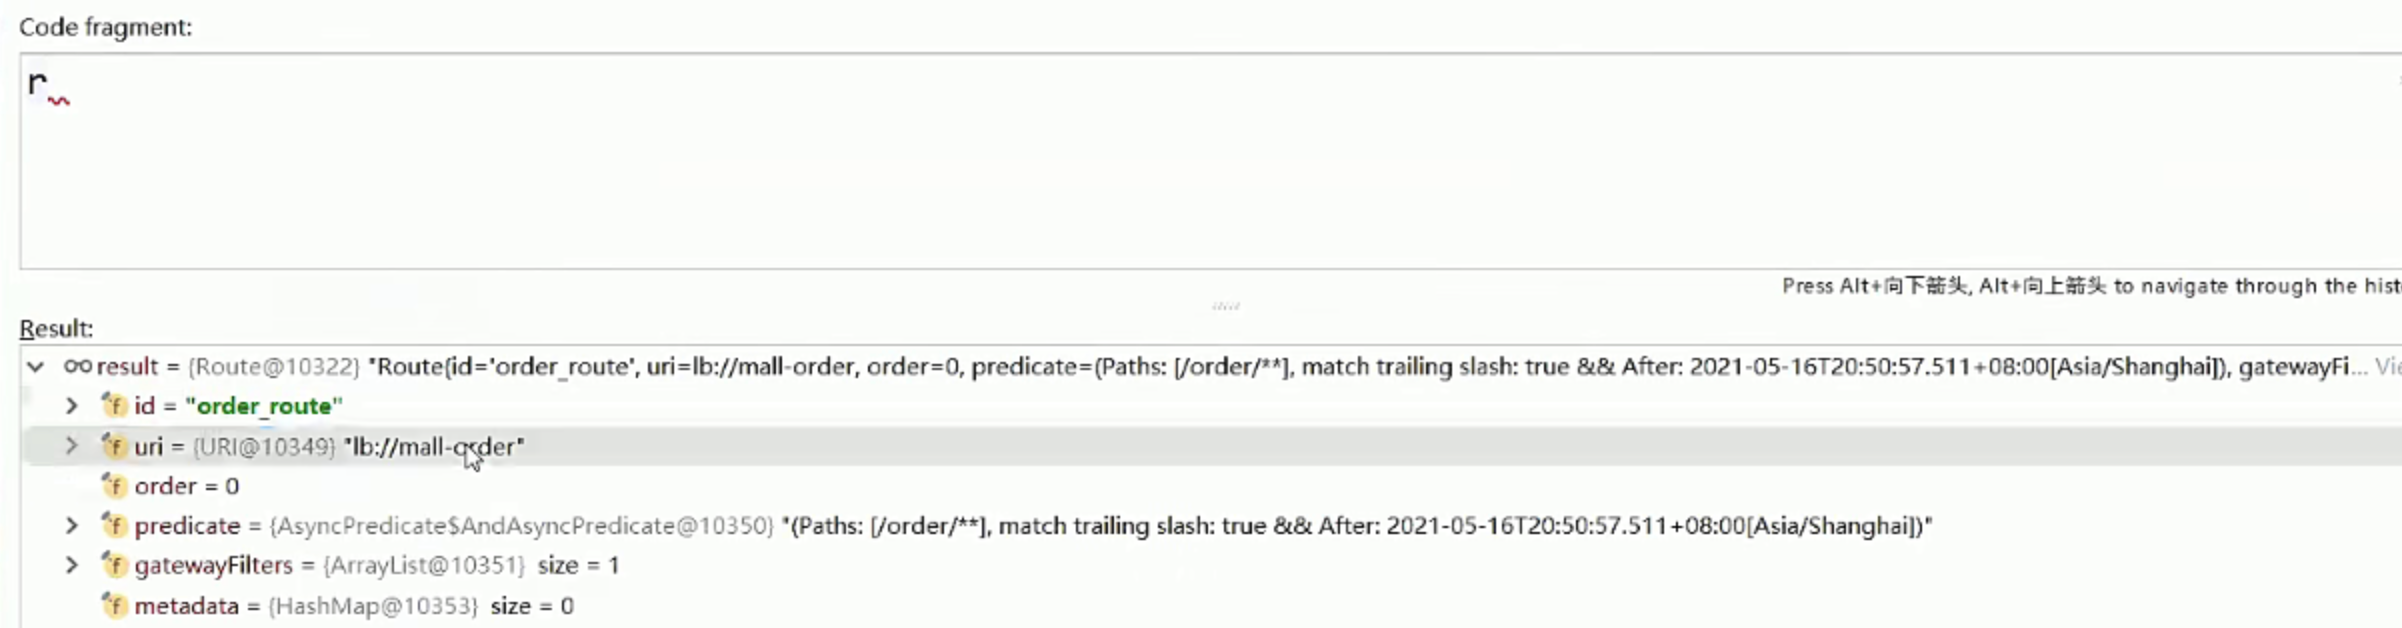 Code fragment:
r
Press Alt+向下箭头, Alt+向上箭头 to navigate through the hist
Result:
result = {Route@10322} "Route{id='order_route', uri=lb://mall-order, order=0, predicate=(Paths: [/order/**], match trailing slash: true && After: 2021-05-16T20:50:57.511+08:00[Asia/Shanghai]), gatewayFi... Vie
id = "order_route"
uri = {URI@10349} "lb://mall-order"
order = 0
predicate = {AsyncPredicate$AndAsyncPredicate@10350} "(Paths: [/order/**], match trailing slash: true && After: 2021-05-16T20:50:57.511+08:00[Asia/Shanghai])"
gatewayFilters = {ArrayList@10351} size = 1
metadata = {HashMap@10353} size = 0